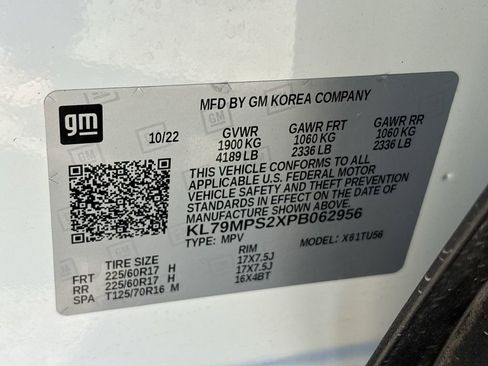 MFD BY GM KOREA COMPANY
gm
10/22 GVWR GAWR FRT GAWR RR
1900 KG 1060 KG 1060 KG
4189 LB 2336 LB 2336 LB
THIS VEHICLE CONFORMS TO ALL
APPLICABLE U.S. FEDERAL MOTOR
VEHICLE SAFETY AND THEFT PREVENTION
STANDARDS IN EFFECT ON THE DATE OF
MANUFACTURE SHOWN ABOVE.
KL79MPS2XPB062956
TYPE: MPV MODEL: X61TU56
TIRE SIZE RIM
FRT 225/60R17 H 17X7.5J
RR 225/60R17 H 17X7.5J
SPA T125/70R16 M 16X4BT